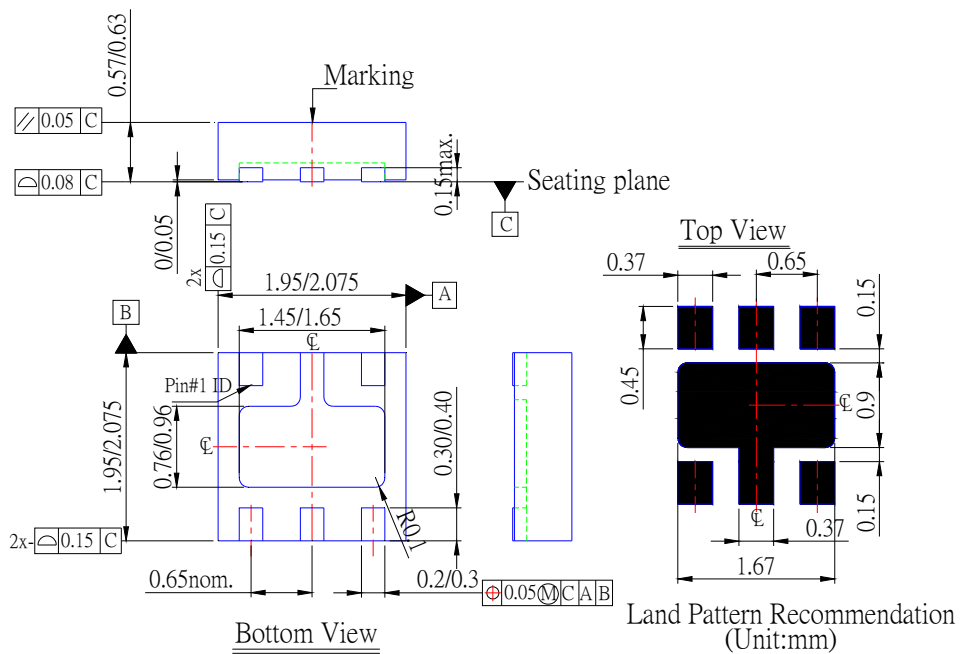 0.57/0.63
Marking
⫽ 0.05 C
⌓ 0.08 C
0.15max.
Seating plane
C
0/0.05
2x ⌓ 0.15 C
Top View
0.37
0.65
0.15
1.95/2.075
A
B
1.45/1.65
℄
Pin#1 ID
0.45
℄
0.9
℄
0.76/0.96
1.95/2.075
0.30/0.40
2x- ⌓ 0.15 C
R0.1
℄
0.37
0.15
0.65nom.
0.2/0.3
⌖ 0.05 Ⓜ C A B
1.67
Bottom View
Land Pattern Recommendation
(Unit:mm)